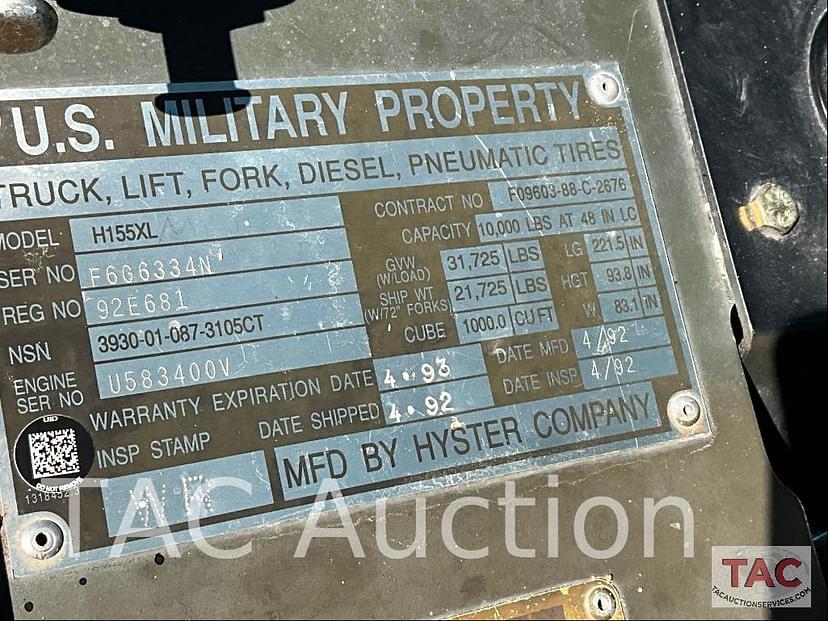 U.S. MILITARY PROPERTY
TRUCK, LIFT, FORK, DIESEL, PNEUMATIC TIRES
MODEL H155XL
SER NO F6G6334N
REG NO 92E681
NSN 3930-01-087-3105CT
ENGINE SER NO U583400V
CONTRACT NO F09603-88-C-2676
CAPACITY 10,000 LBS AT 48 IN LC
GVW (W/LOAD) 31,725 LBS
SHIP WT (W/72" FORKS) 21,725 LBS
CUBE 1000.0 CU FT
LG 221.5 IN
HGT 93.8 IN
W 83.1 IN
WARRANTY EXPIRATION DATE 4.93
DATE MFD 4/92
DATE SHIPPED 4.92
DATE INSP 4/92
INSP STAMP
MFD BY HYSTER COMPANY
UID
DO NOT REMOVE
TAC Auction
TAC
TACAUCTIONSERVICES.COM